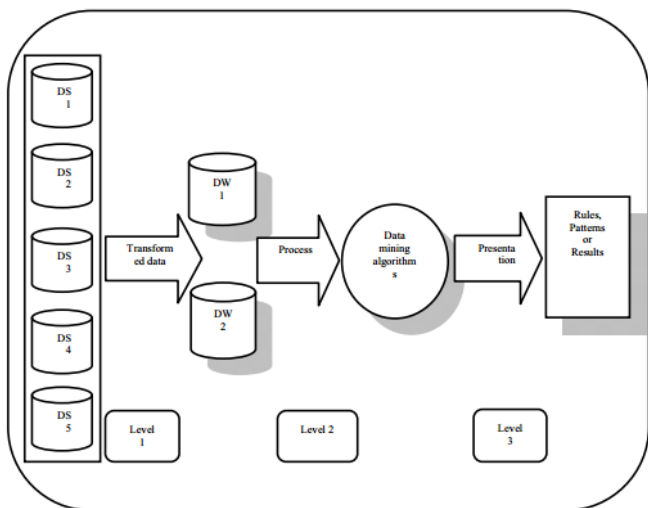 DS
1
DS
2
DS
3
DS
4
DS
5
Transform
ed data
DW
1
DW
2
Process
Data
mining
algorithm
s
Presenta
tion
Rules,
Patterns
or
Results
Level
1
Level 2
Level
3